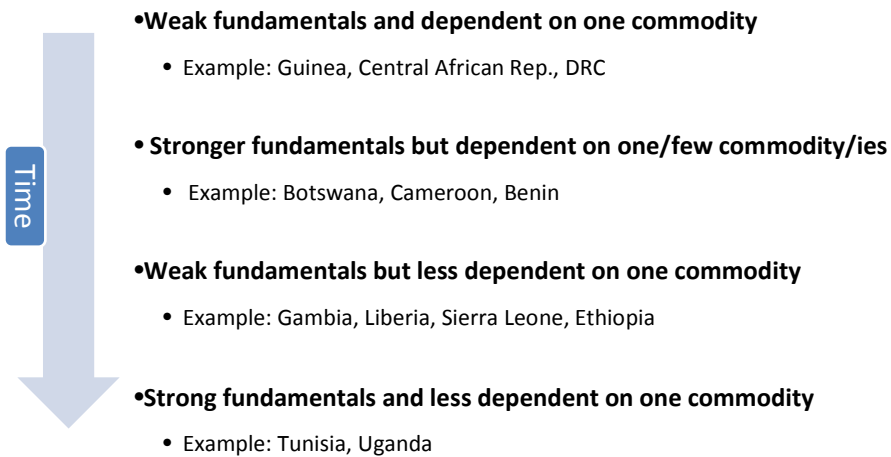 •Weak fundamentals and dependent on one commodity
• Example: Guinea, Central African Rep., DRC
• Stronger fundamentals but dependent on one/few commodity/ies
• Example: Botswana, Cameroon, Benin
Time
•Weak fundamentals but less dependent on one commodity
• Example: Gambia, Liberia, Sierra Leone, Ethiopia
•Strong fundamentals and less dependent on one commodity
• Example: Tunisia, Uganda